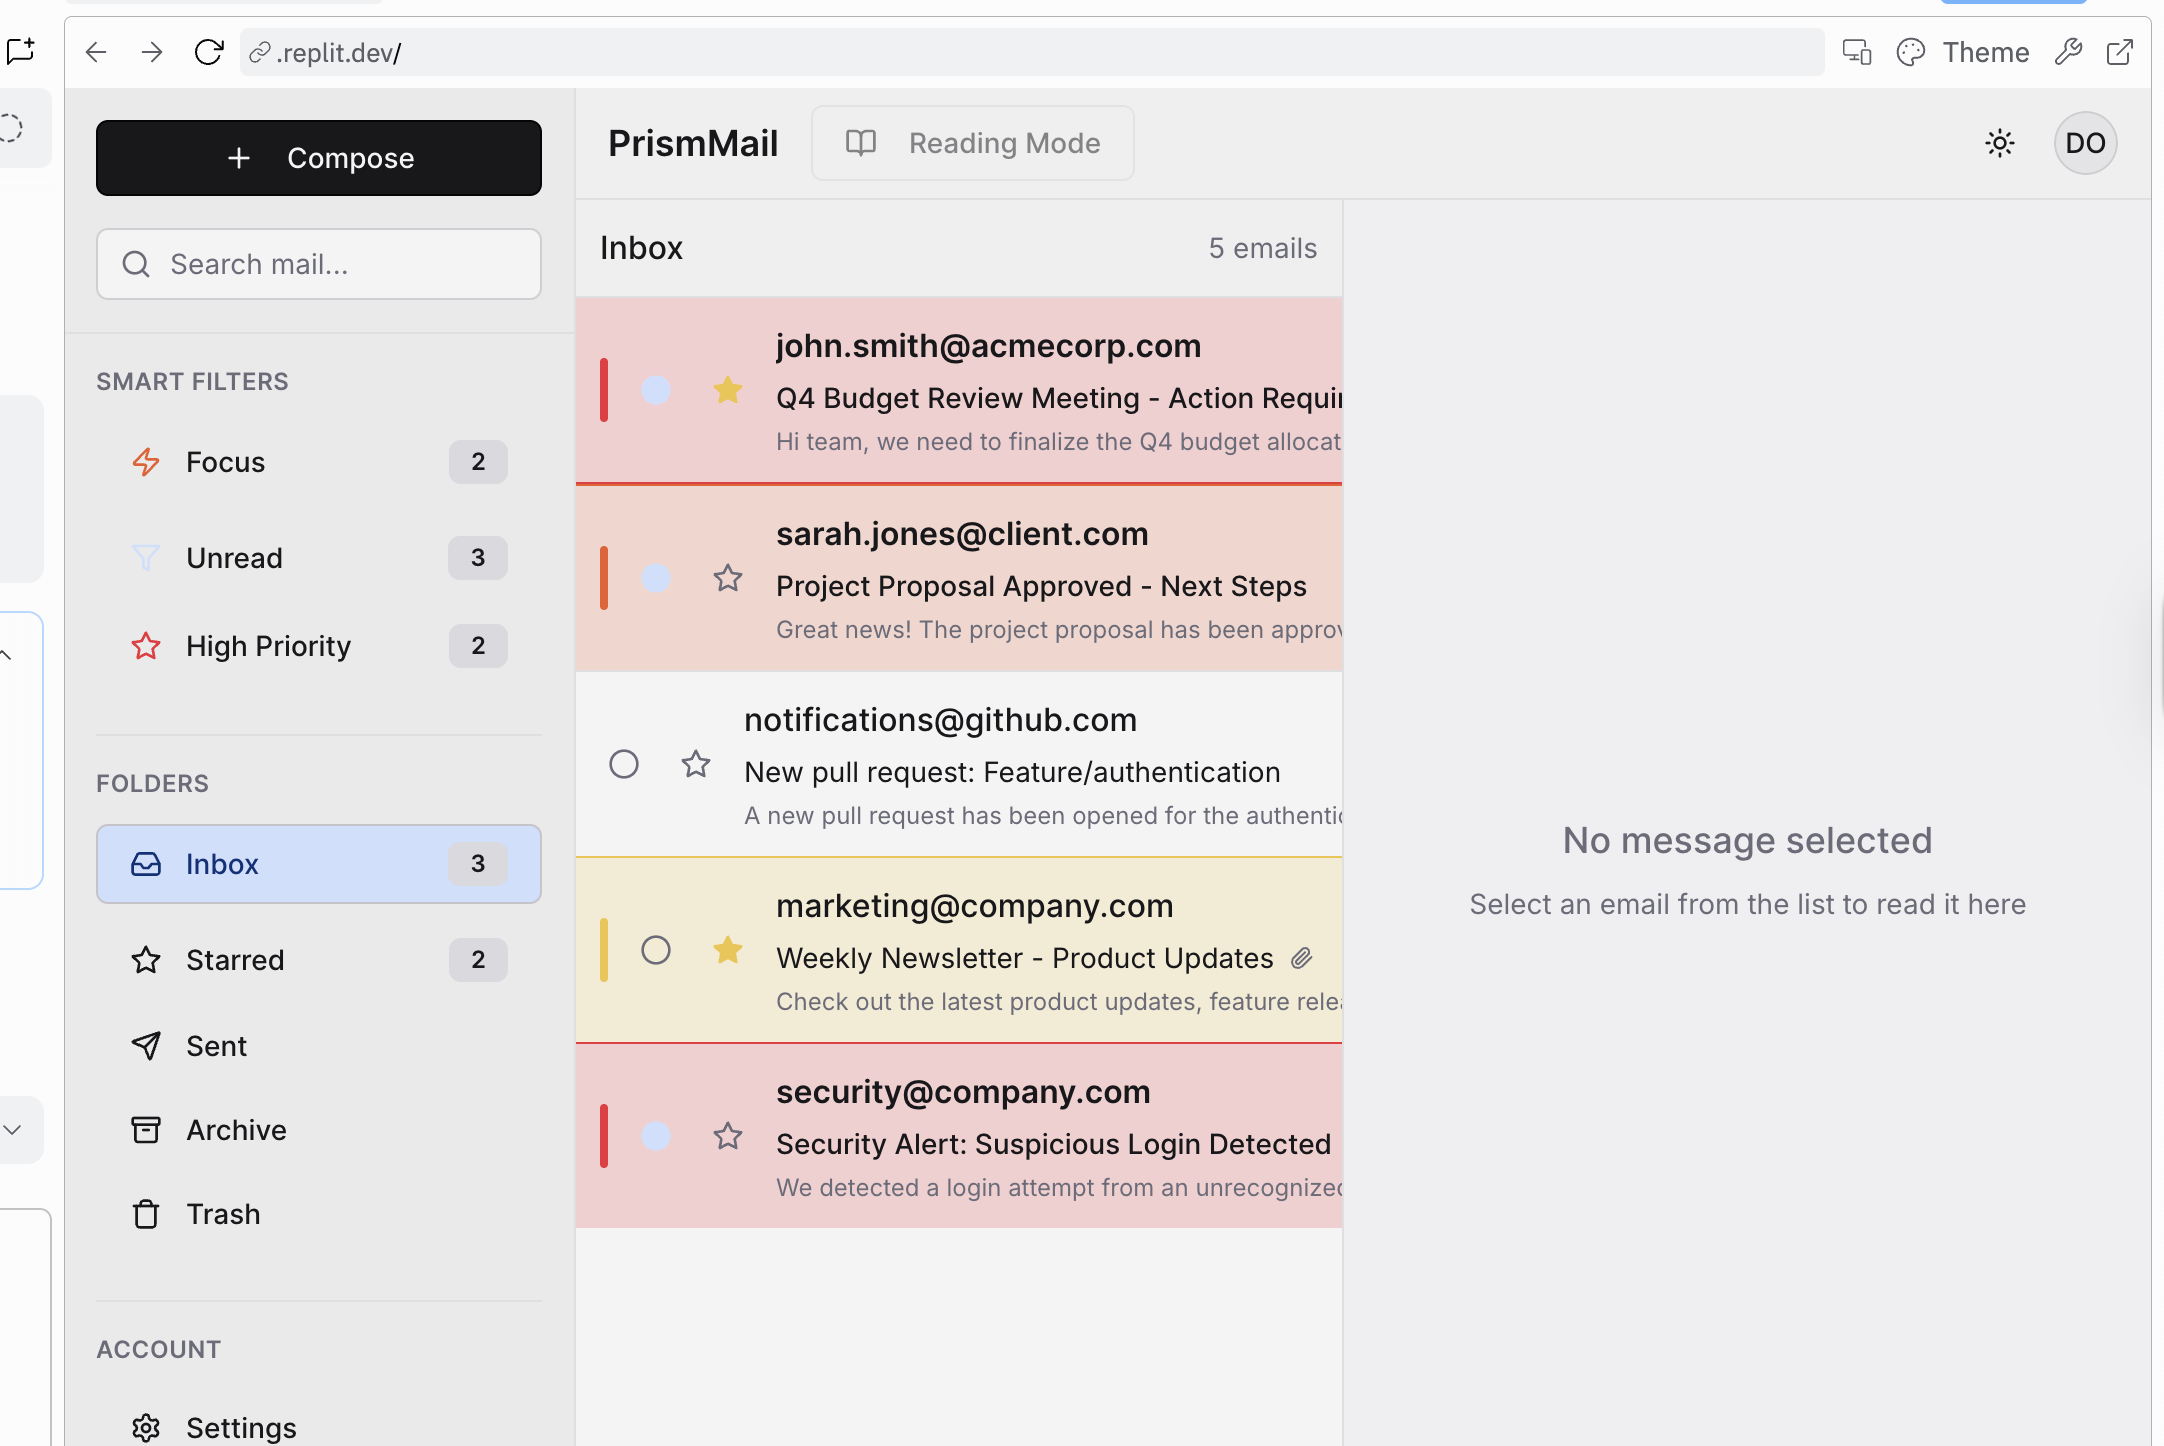 .replit.dev/
Theme
Compose
Search mail...
SMART FILTERS
Focus 2
Unread 3
High Priority 2
FOLDERS
Inbox 3
Starred 2
Sent
Archive
Trash
ACCOUNT
Settings
PrismMail
Reading Mode
DO
Inbox 5 emails
john.smith@acmecorp.com
Q4 Budget Review Meeting - Action Requir
Hi team, we need to finalize the Q4 budget allocat
sarah.jones@client.com
Project Proposal Approved - Next Steps
Great news! The project proposal has been approv
notifications@github.com
New pull request: Feature/authentication
A new pull request has been opened for the authentic
marketing@company.com
Weekly Newsletter - Product Updates
Check out the latest product updates, feature relea
security@company.com
Security Alert: Suspicious Login Detected
We detected a login attempt from an unrecognized
No message selected
Select an email from the list to read it here